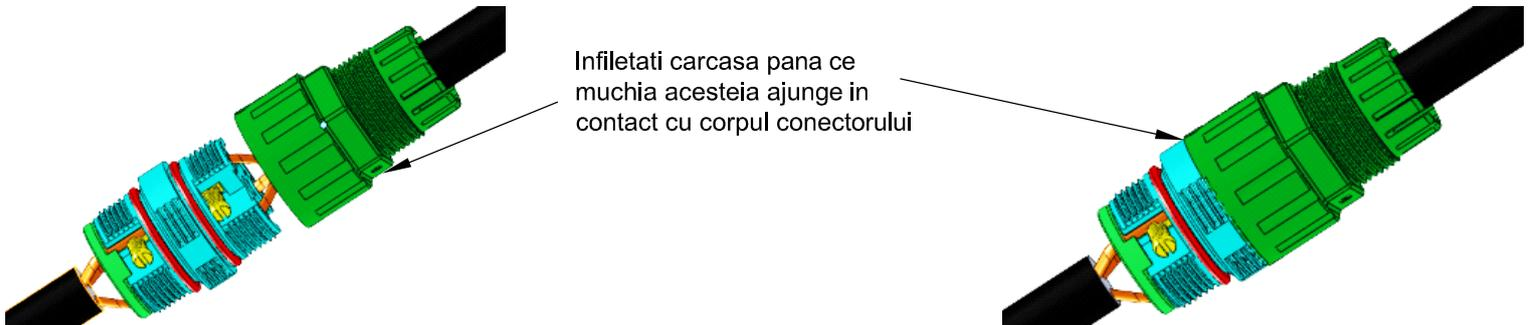 Infiletati carcasa pana ce
muchia acesteia ajunge in
contact cu corpul conectorului